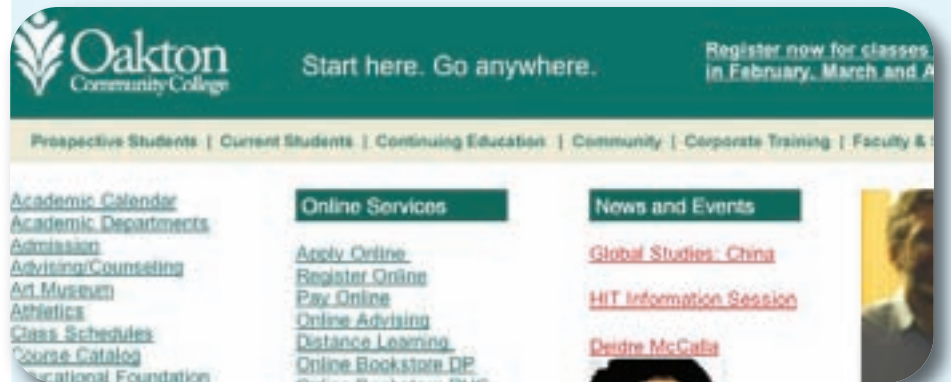 Oakton
Community College
Start here. Go anywhere.
Register now for classes
in February, March and A
Prospective Students | Current Students | Continuing Education | Community | Corporate Training | Faculty &
Academic Calendar
Academic Departments
Admission
Advising/Counseling
Art Museum
Athletics
Class Schedules
Course Catalog
Educational Foundation
Online Services
Apply Online
Register Online
Pay Online
Online Advising
Distance Learning
Online Bookstore DP
News and Events
Global Studies: China
HIT Information Session
Deidre McCalla